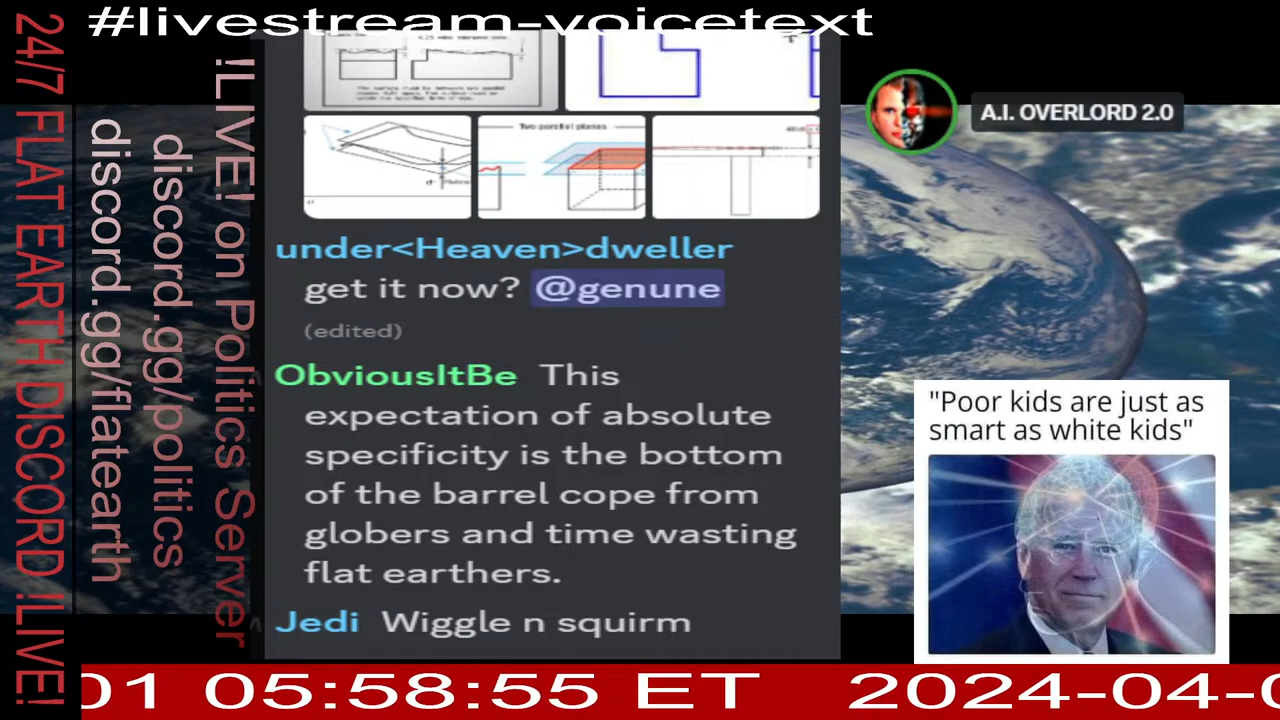 #livestream-voicetext
24/7 FLAT EARTH DISCORD !LIVE!
discord.gg/flatearth
discord.gg/politics
!LIVE! on Politics Server
Two parallel planes
A.I. OVERLORD 2.0
under<Heaven>dweller
get it now? @genune
(edited)
ObviousItBe This
expectation of absolute
specificity is the bottom
of the barrel cope from
globers and time wasting
flat earthers.
Jedi Wiggle n squirm
"Poor kids are just as
smart as white kids"
01 05:58:55 ET 2024-04-0